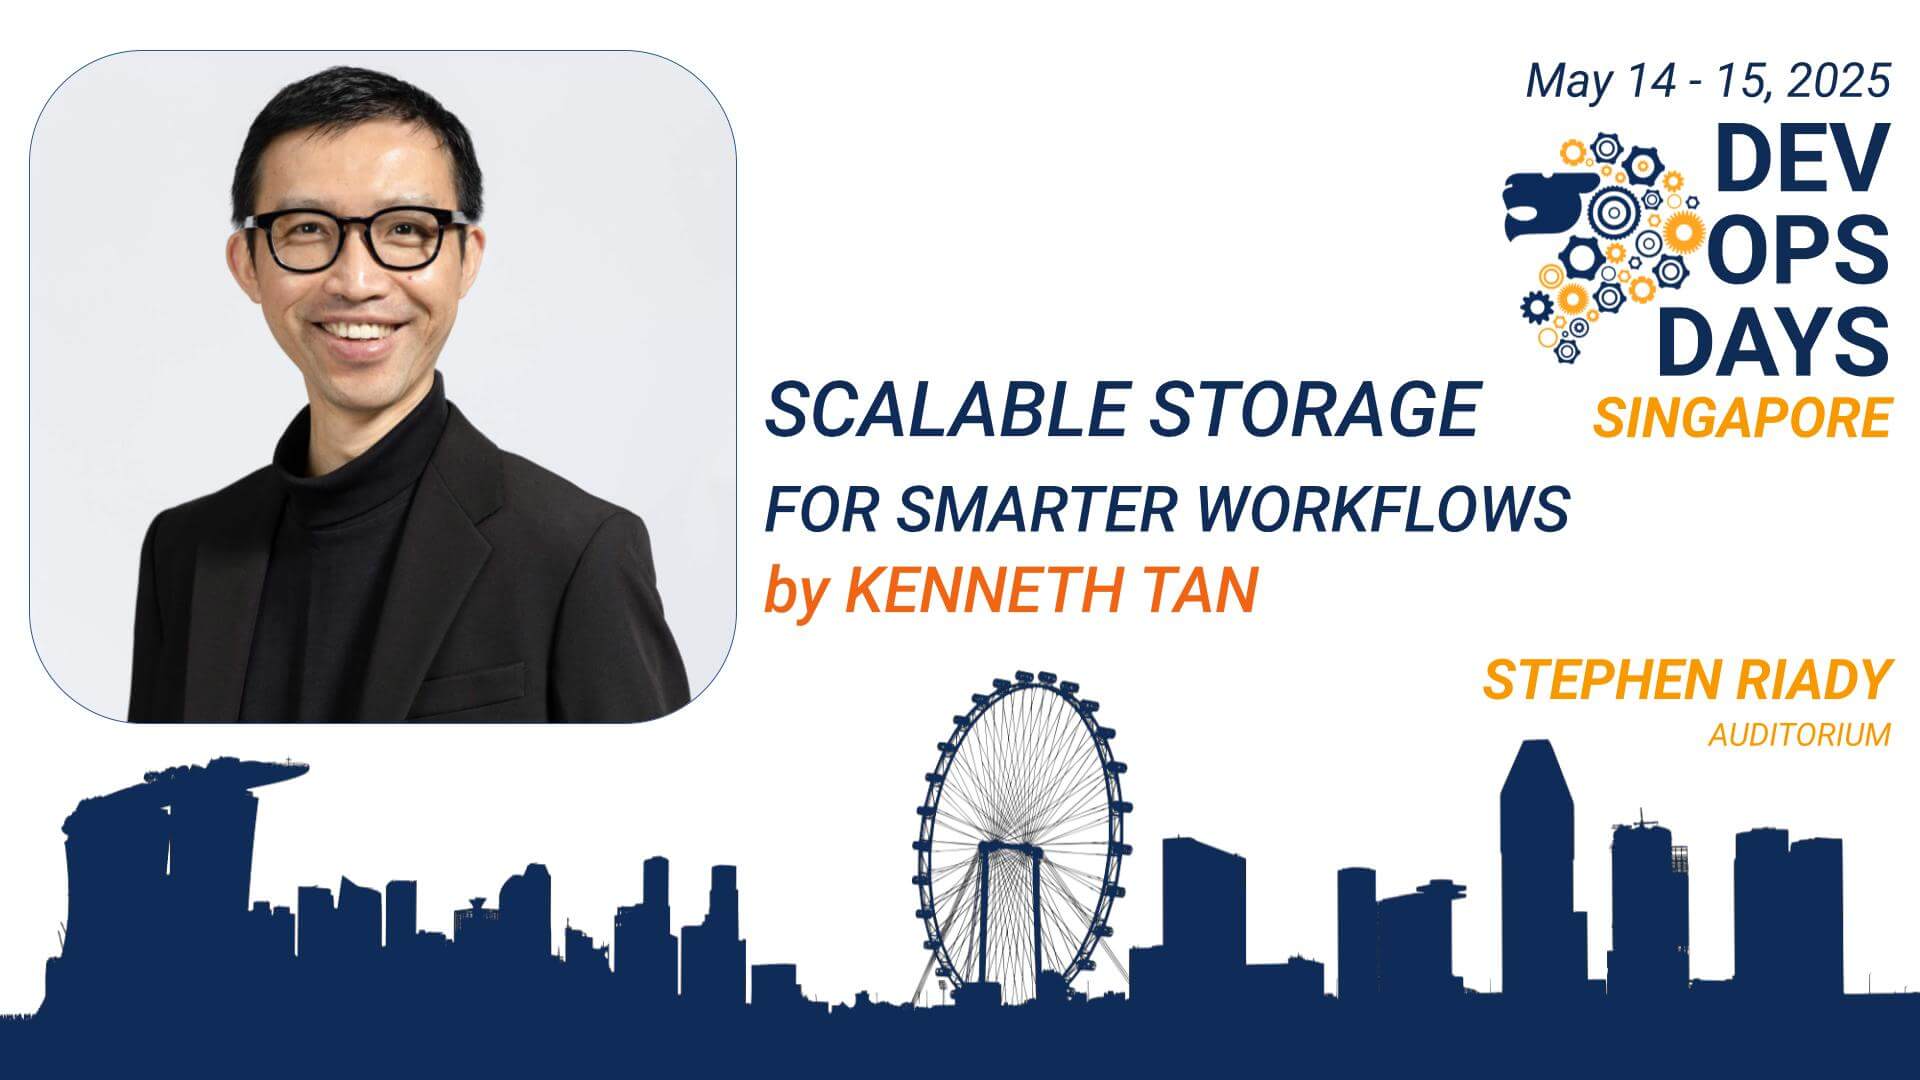 May 14 - 15, 2025
DEV
OPS
DAYS
SINGAPORE
SCALABLE STORAGE
FOR SMARTER WORKFLOWS
by KENNETH TAN
STEPHEN RIADY
AUDITORIUM